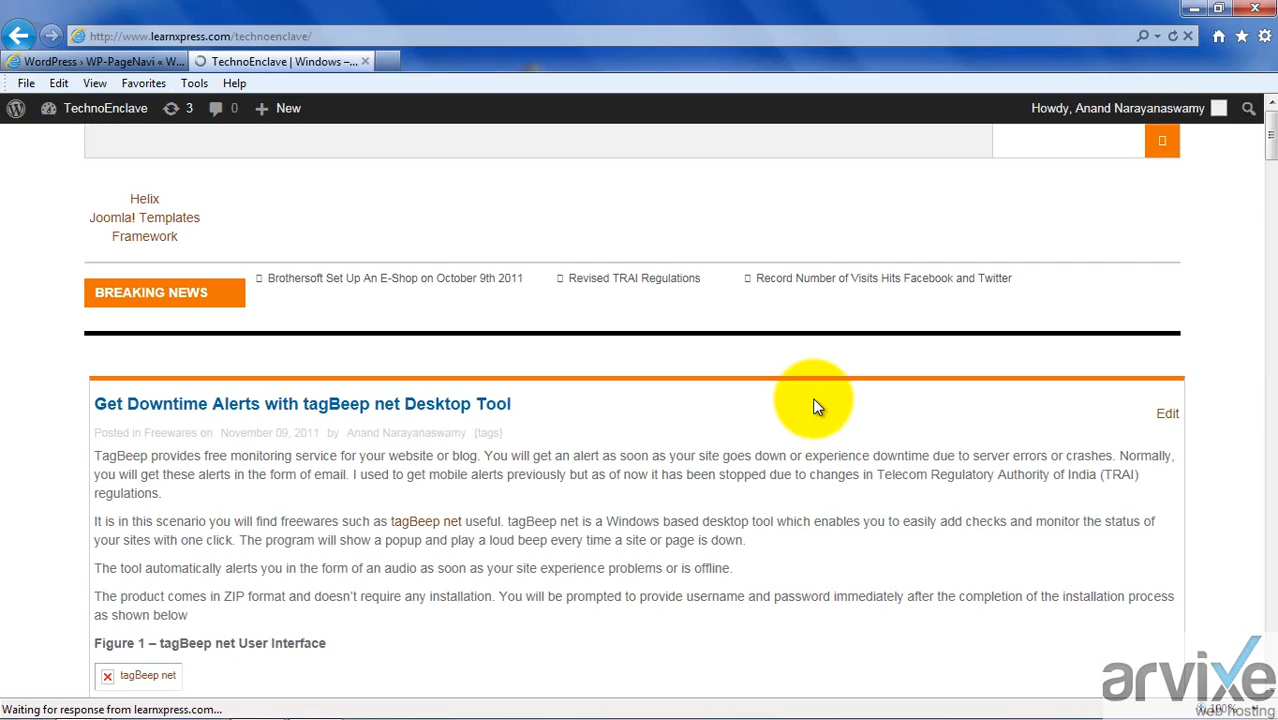 http://www.learnxpress.com/technoenclave/
WordPress › WP-PageNavi « W...
TechnoEnclave | Windows –...
File Edit View Favorites Tools Help
TechnoEnclave 3 0 New
Howdy, Anand Narayanaswamy
Helix
Joomla! Templates
Framework
BREAKING NEWS
Brothersoft Set Up An E-Shop on October 9th 2011
Revised TRAI Regulations
Record Number of Visits Hits Facebook and Twitter
Get Downtime Alerts with tagBeep net Desktop Tool
Edit
Posted in Freewares on November 09, 2011 by Anand Narayanaswamy {tags}
TagBeep provides free monitoring service for your website or blog. You will get an alert as soon as your site goes down or experience downtime due to server errors or crashes. Normally,
you will get these alerts in the form of email. I used to get mobile alerts previously but as of now it has been stopped due to changes in Telecom Regulatory Authority of India (TRAI)
regulations.
It is in this scenario you will find freewares such as tagBeep net useful. tagBeep net is a Windows based desktop tool which enables you to easily add checks and monitor the status of
your sites with one click. The program will show a popup and play a loud beep every time a site or page is down.
The tool automatically alerts you in the form of an audio as soon as your site experience problems or is offline.
The product comes in ZIP format and doesn't require any installation. You will be prompted to provide username and password immediately after the completion of the installation process
as shown below
Figure 1 – tagBeep net User Interface
tagBeep net
arvixe
web hosting
Waiting for response from learnxpress.com...
100%